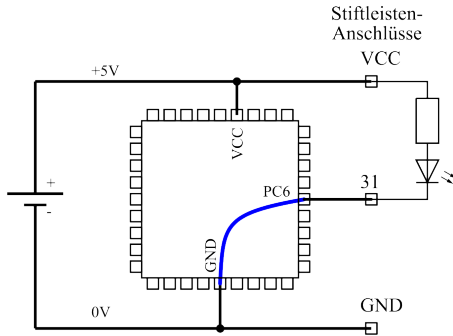 Stiftleisten-
Anschlüsse
VCC
+5V
VCC
+
-
PC6
31
GND
0V
GND